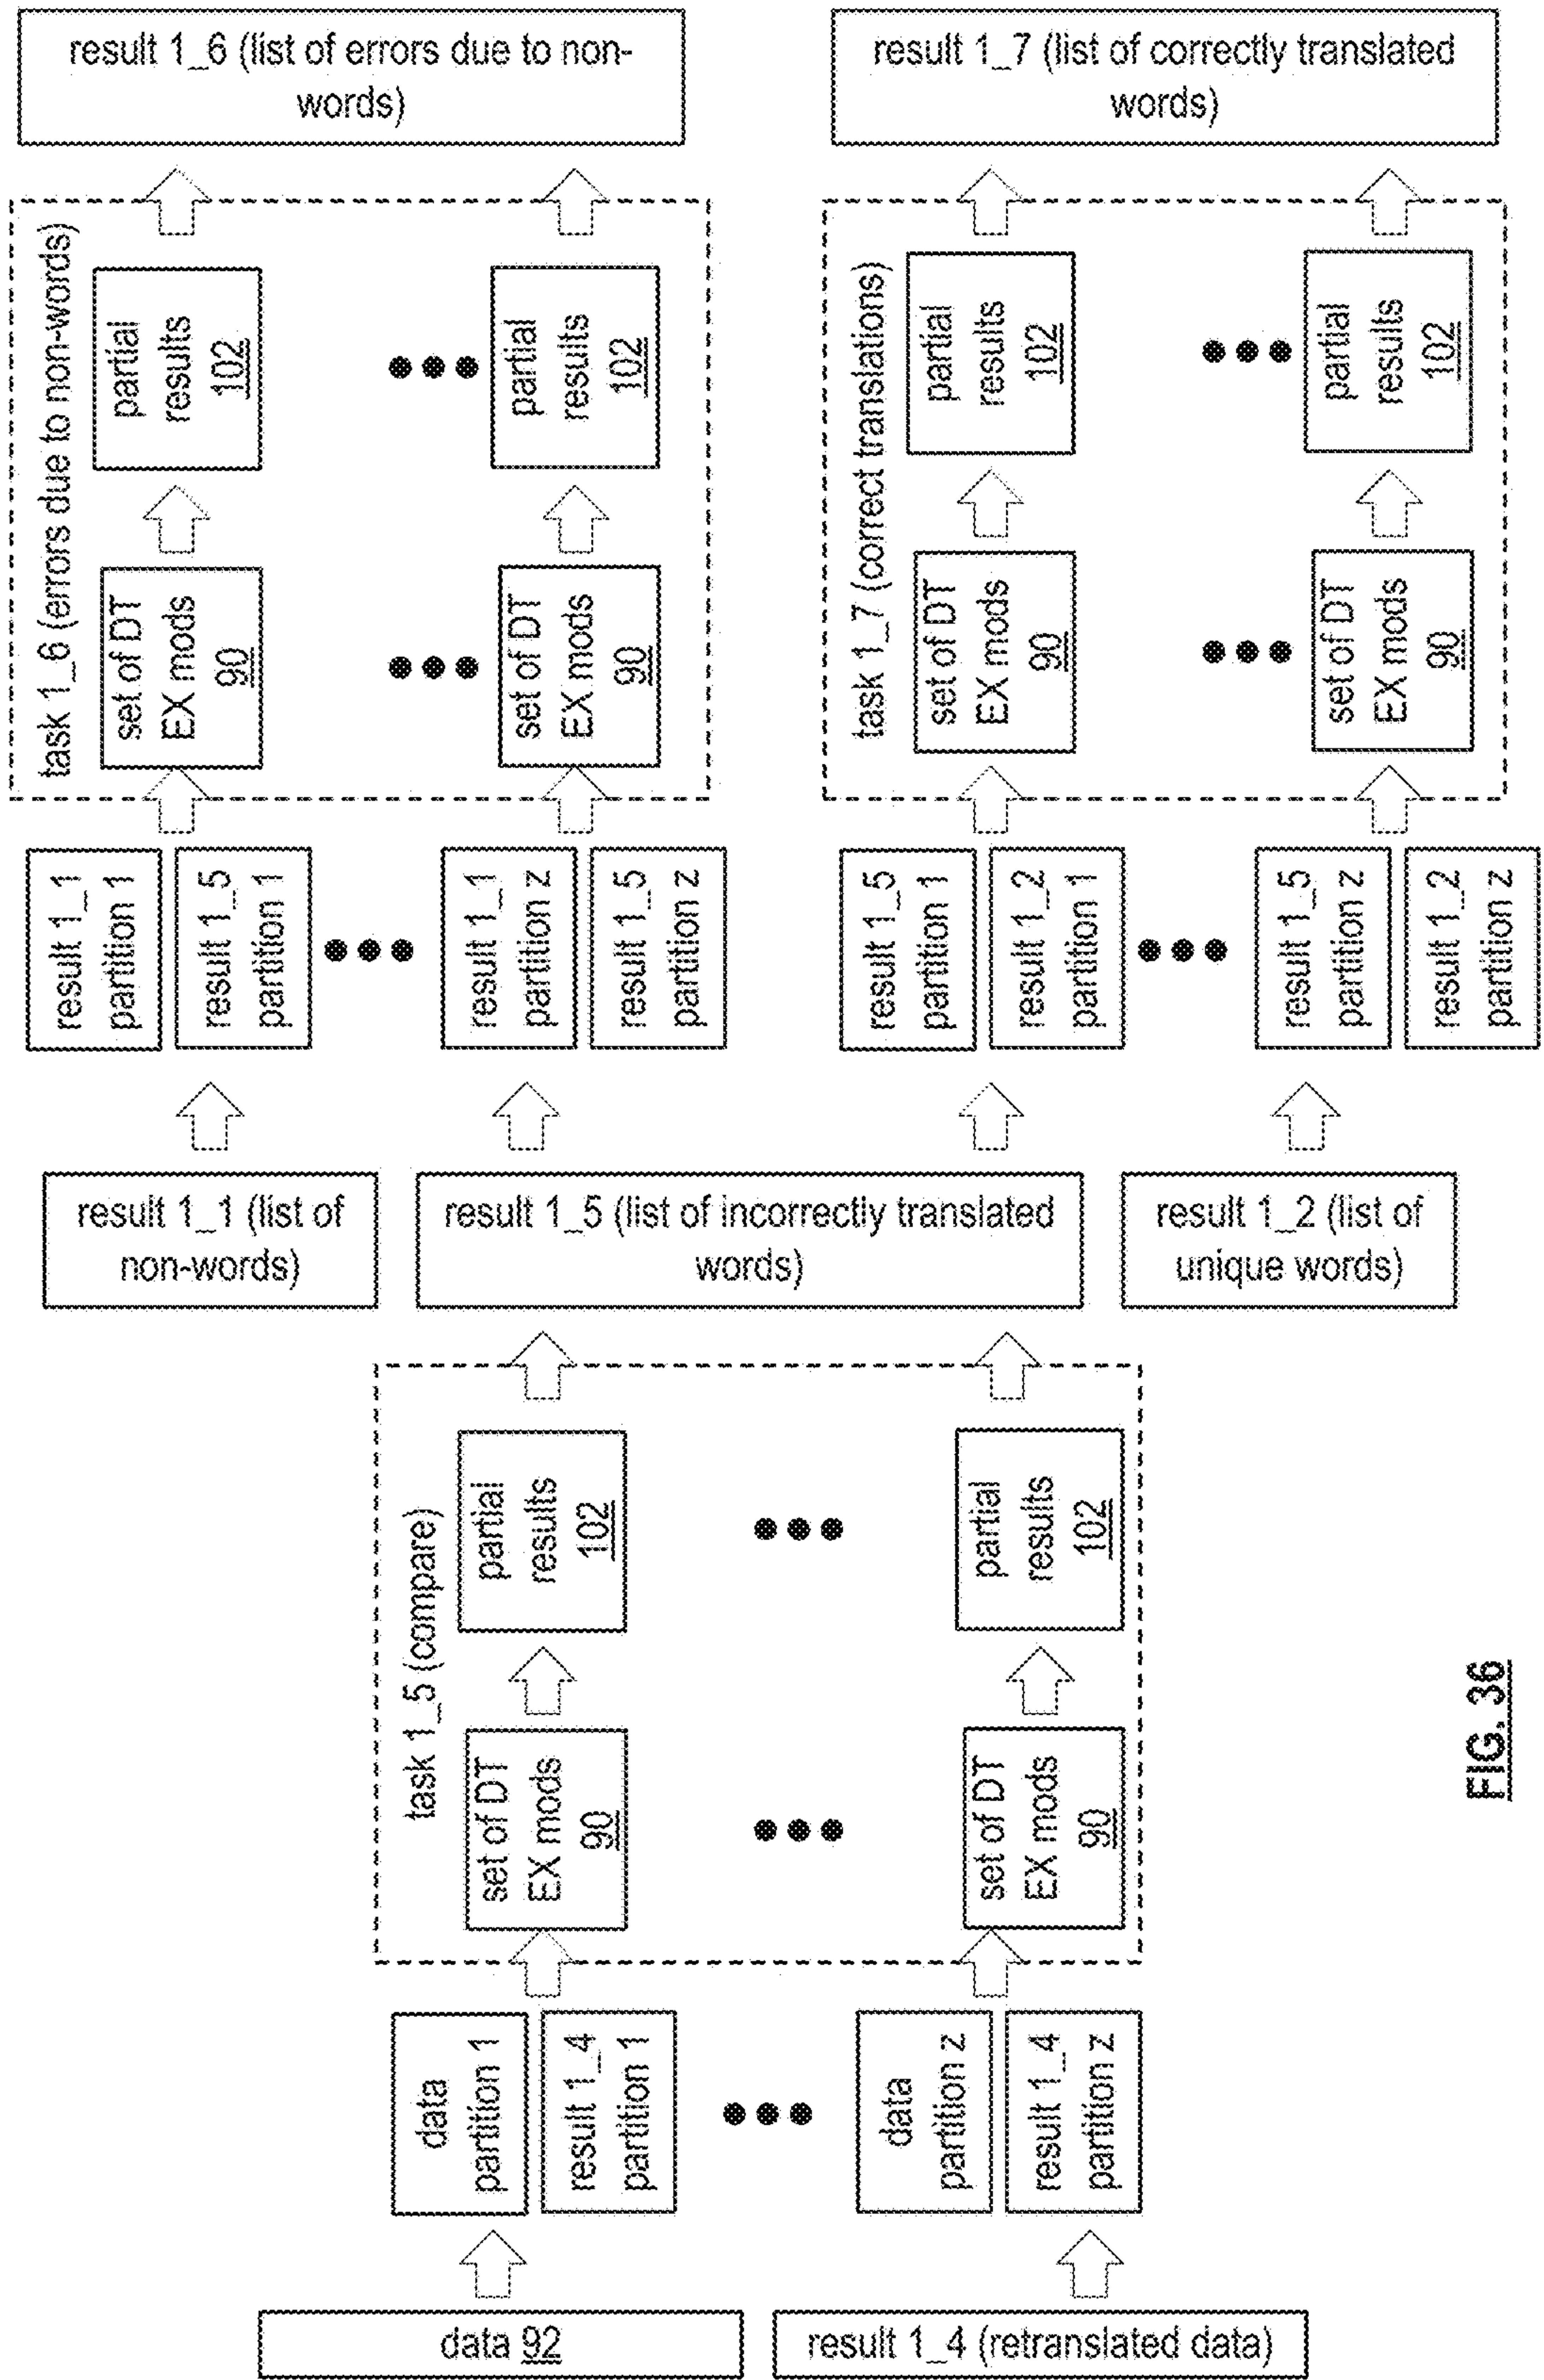 data 92
result 1_4 (retranslated data)
data
partition 1
result 1_4
partition 1
data
partition z
result 1_4
partition z
task 1_5 (compare)
set of DT
EX mods
90
partial
results
102
set of DT
EX mods
90
partial
results
102
result 1_1 (list of
non-words)
result 1_5 (list of incorrectly translated
words)
result 1_2 (list of
unique words)
result 1_1
partition 1
result 1_5
partition 1
result 1_1
partition z
result 1_5
partition z
task 1_6 (errors due to non-words)
set of DT
EX mods
90
partial
results
102
set of DT
EX mods
90
partial
results
102
result 1_6 (list of errors due to non-
words)
result 1_5
partition 1
result 1_2
partition 1
result 1_5
partition z
result 1_2
partition z
task 1_7 (correct translations)
set of DT
EX mods
90
partial
results
102
set of DT
EX mods
90
partial
results
102
result 1_7 (list of correctly translated
words)
FIG. 36